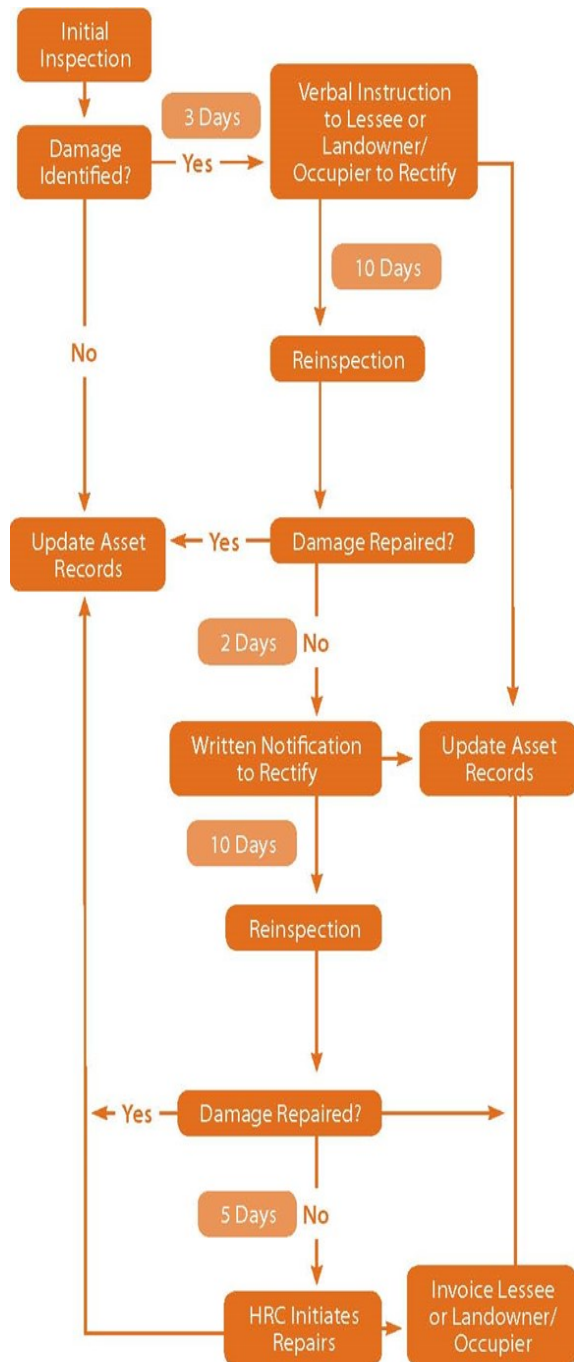 Initial
Inspection
3 Days
Verbal Instruction
to Lessee or
Landowner/
Occupier to Rectify
Damage
Identified?
Yes
10 Days
No
Reinspection
Update Asset
Records
Yes
Damage Repaired?
2 Days
No
Written Notification
to Rectify
Update Asset
Records
10 Days
Reinspection
Yes
Damage Repaired?
5 Days
No
HRC Initiates
Repairs
Invoice Lessee
or Landowner/
Occupier